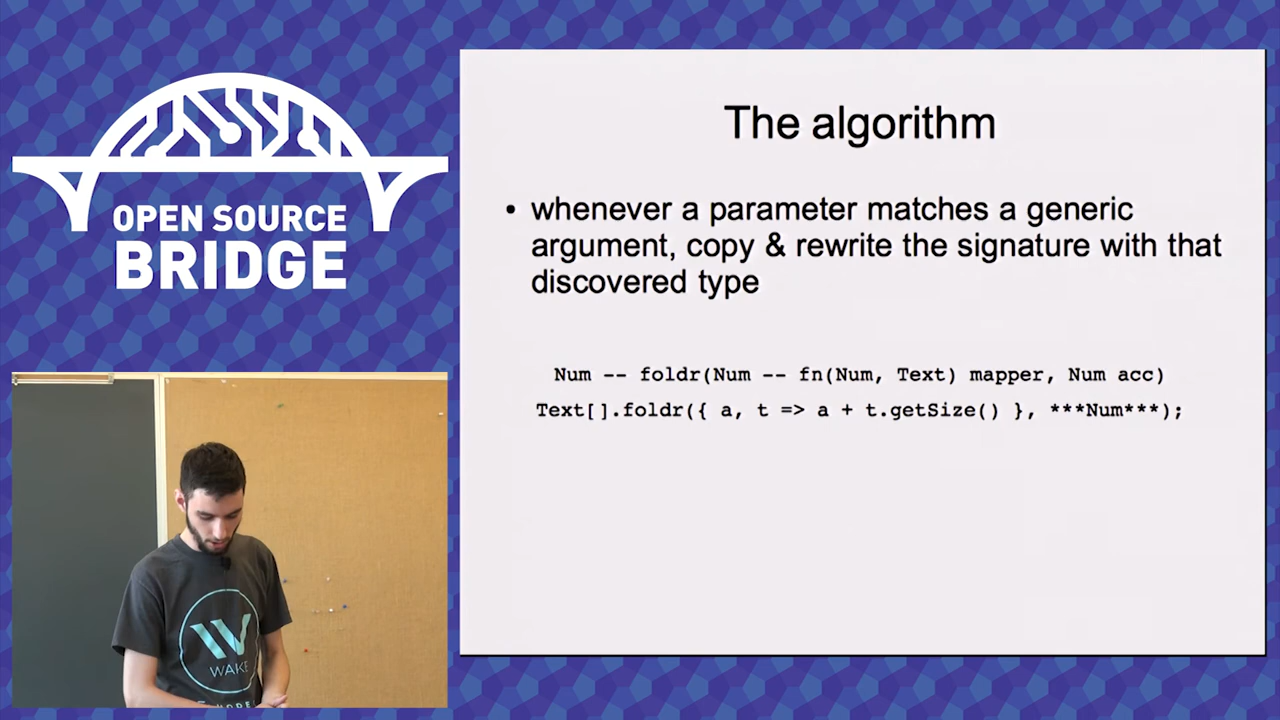 OPEN SOURCE
BRIDGE
The algorithm
• whenever a parameter matches a generic
argument, copy & rewrite the signature with that
discovered type
Num -- foldr(Num -- fn(Num, Text) mapper, Num acc)
Text[].foldr({ a, t => a + t.getSize() }, ***Num***);
W
WAKE